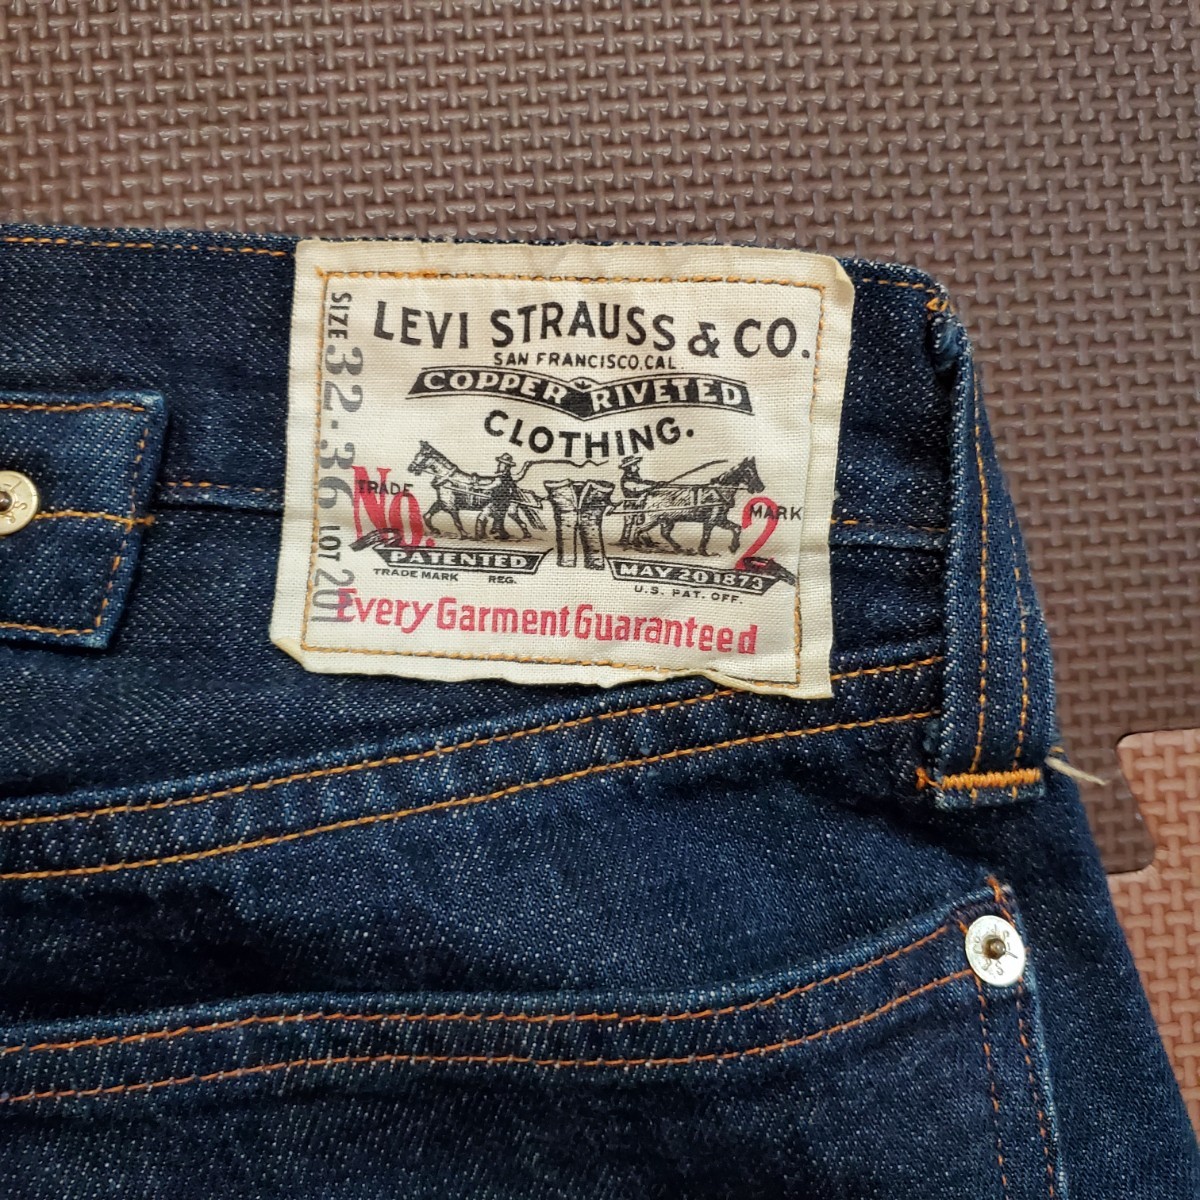 LEVI STRAUSS & CO.
SAN FRANCISCO, CAL
COPPER RIVETED
CLOTHING.
TRADE MARK
No. 2
PATENTED MAY 20 1873
TRADE MARK REG. U.S. PAT. OFF.
Every Garment Guaranteed
SIZE 32-36 LOT 201